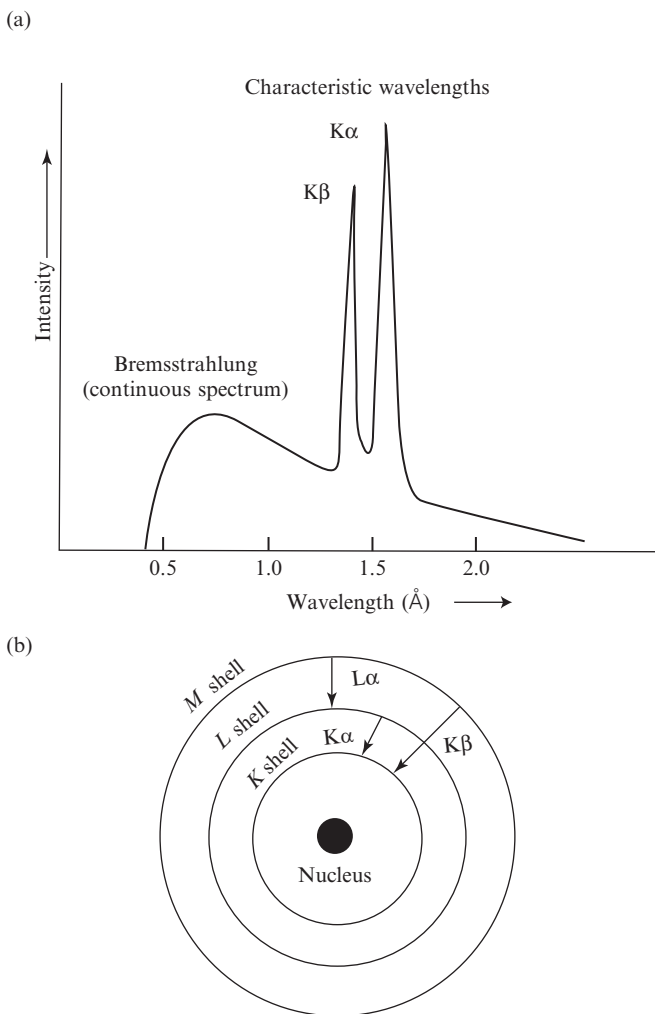 (a)
Characteristic wavelengths
Kα
Kβ
Intensity
Bremsstrahlung
(continuous spectrum)
0.5 1.0 1.5 2.0
Wavelength (Å)
(b)
M shell
L shell
K shell
Lα
Kα
Kβ
Nucleus